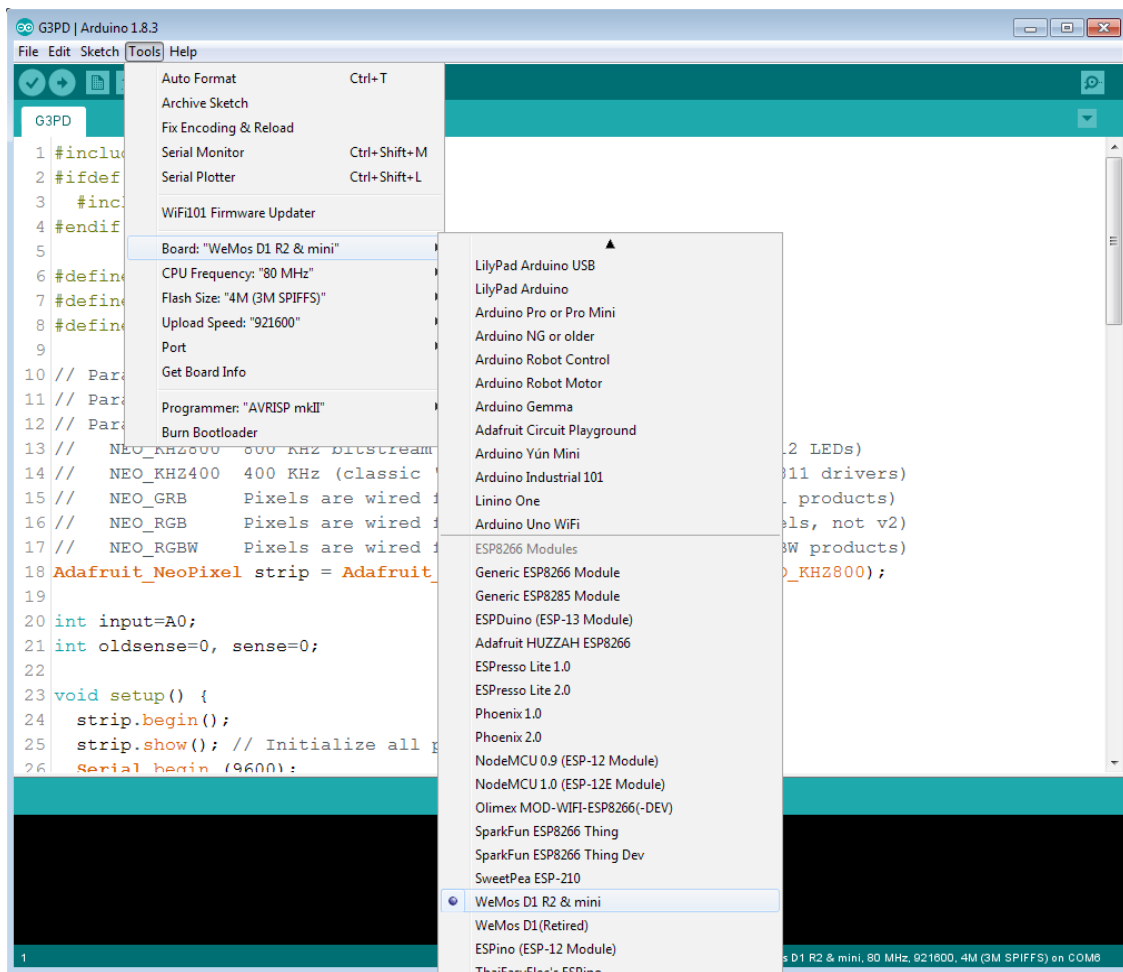 G3PD | Arduino 1.8.3
File Edit Sketch Tools Help
G3PD
Auto Format Ctrl+T
Archive Sketch
Fix Encoding & Reload
Serial Monitor Ctrl+Shift+M
Serial Plotter Ctrl+Shift+L
WiFi101 Firmware Updater
Board: "WeMos D1 R2 & mini"
CPU Frequency: "80 MHz"
Flash Size: "4M (3M SPIFFS)"
Upload Speed: "921600"
Port
Get Board Info
Programmer: "AVRISP mkII"
Burn Bootloader
LilyPad Arduino USB
LilyPad Arduino
Arduino Pro or Pro Mini
Arduino NG or older
Arduino Robot Control
Arduino Robot Motor
Arduino Gemma
Adafruit Circuit Playground
Arduino Yún Mini
Arduino Industrial 101
Linino One
Arduino Uno WiFi
ESP8266 Modules
Generic ESP8266 Module
Generic ESP8285 Module
ESPDuino (ESP-13 Module)
Adafruit HUZZAH ESP8266
ESPresso Lite 1.0
ESPresso Lite 2.0
Phoenix 1.0
Phoenix 2.0
NodeMCU 0.9 (ESP-12 Module)
NodeMCU 1.0 (ESP-12E Module)
Olimex MOD-WIFI-ESP8266(-DEV)
SparkFun ESP8266 Thing
SparkFun ESP8266 Thing Dev
SweetPea ESP-210
WeMos D1 R2 & mini
WeMos D1(Retired)
ESPino (ESP-12 Module)
ThaiEasyElec's ESPino
1 #includ
2 #ifdef
3 #inc
4 #endif
5
6 #define
7 #define
8 #define
9
10 // Para
11 // Para
12 // Para
13 // NEO_KHZ800 800 KHz bitstream 2 LEDs)
14 // NEO_KHZ400 400 KHz (classic ' 11 drivers)
15 // NEO_GRB Pixels are wired f products)
16 // NEO_RGB Pixels are wired f els, not v2)
17 // NEO_RGBW Pixels are wired f BW products)
18 Adafruit_NeoPixel strip = Adafruit_ O_KHZ800);
19
20 int input=A0;
21 int oldsense=0, sense=0;
22
23 void setup() {
24 strip.begin();
25 strip.show(); // Initialize all p
26 Serial.begin (9600);
1 s D1 R2 & mini, 80 MHz, 921600, 4M (3M SPIFFS) on COM6